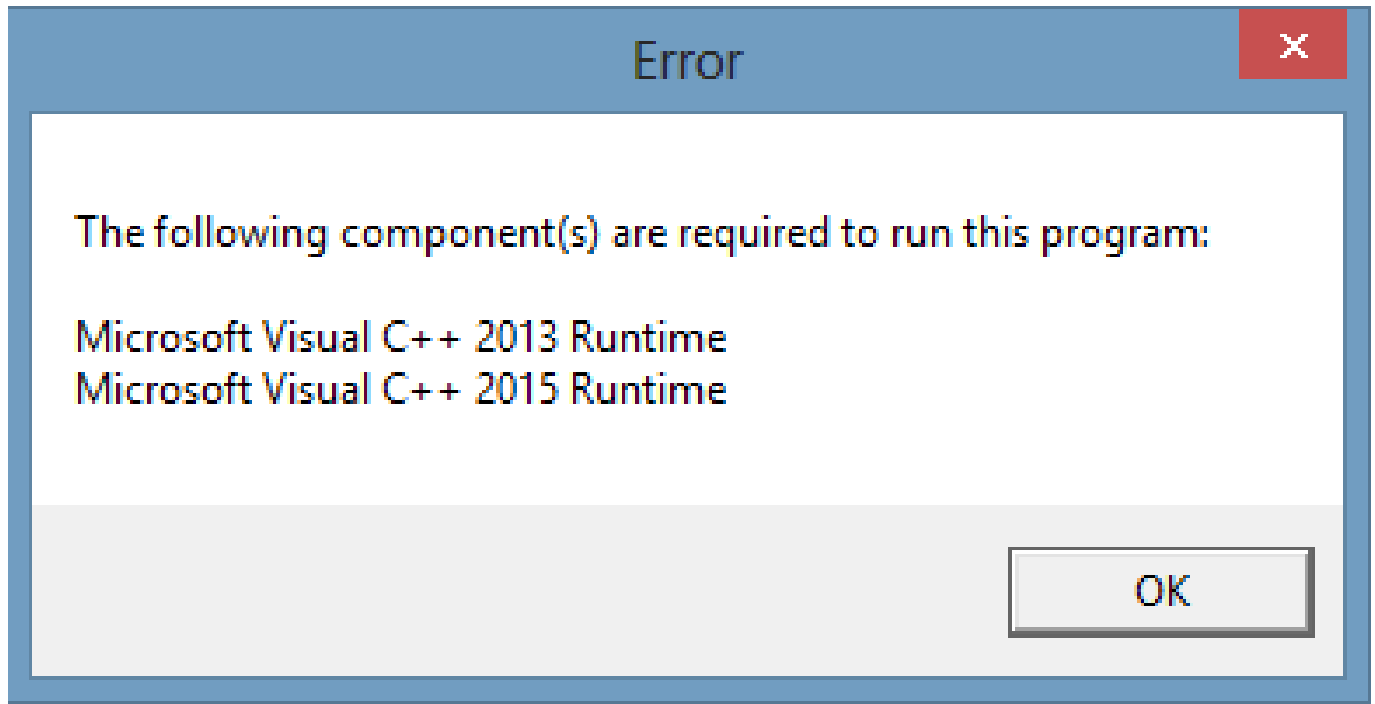 Error
The following component(s) are required to run this program:
Microsoft Visual C++ 2013 Runtime
Microsoft Visual C++ 2015 Runtime
OK